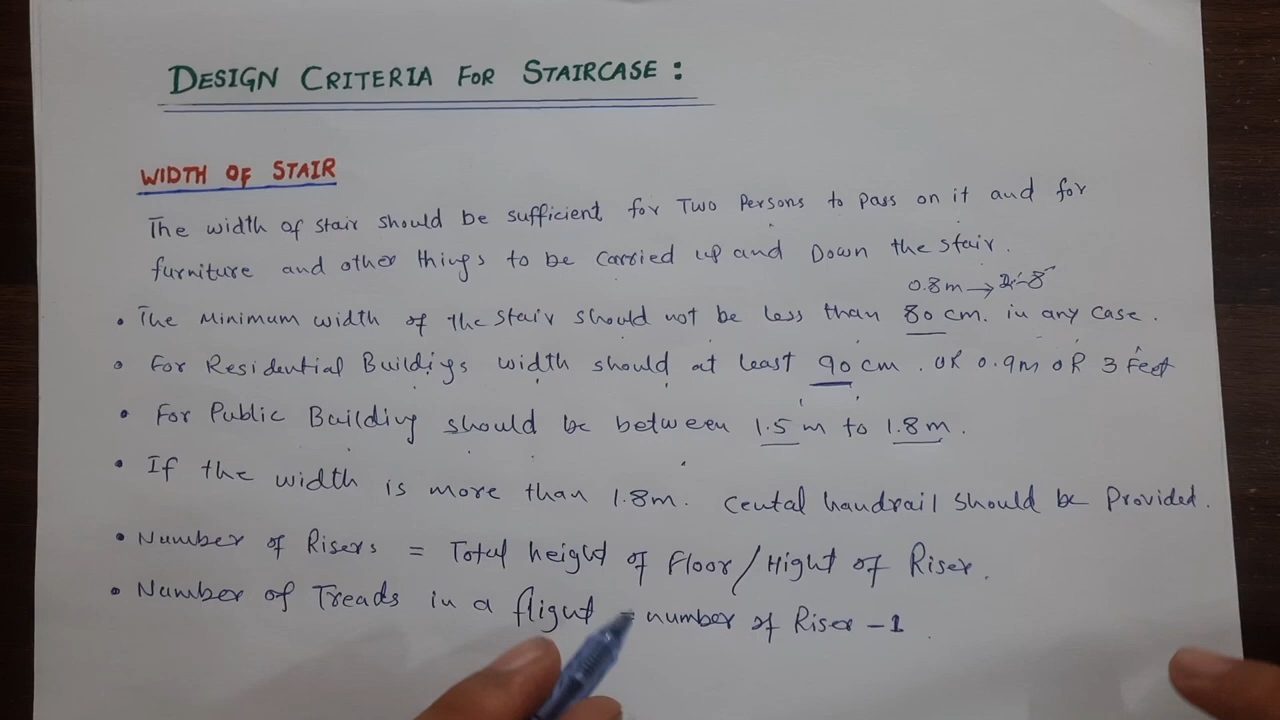 DESIGN CRITERIA FOR STAIRCASE :
WIDTH OF STAIR
The width of stair should be sufficient for Two Persons to pass on it and for
furniture and other things to be carried up and Down the stair.
0.8m →
• The Minimum width of the stair should not be less than 80 cm. in any case.
• For Residential Buildings width should at least 90 cm. OR 0.9m OR 3 Feet
• For Public Building should be between 1.5 m to 1.8 m.
• If the width is more than 1.8m. Cental handrail should be Provided.
• Number of Risers = Total height of Floor/Hight of Riser.
• Number of Treads in a flight = number of Riser - 1